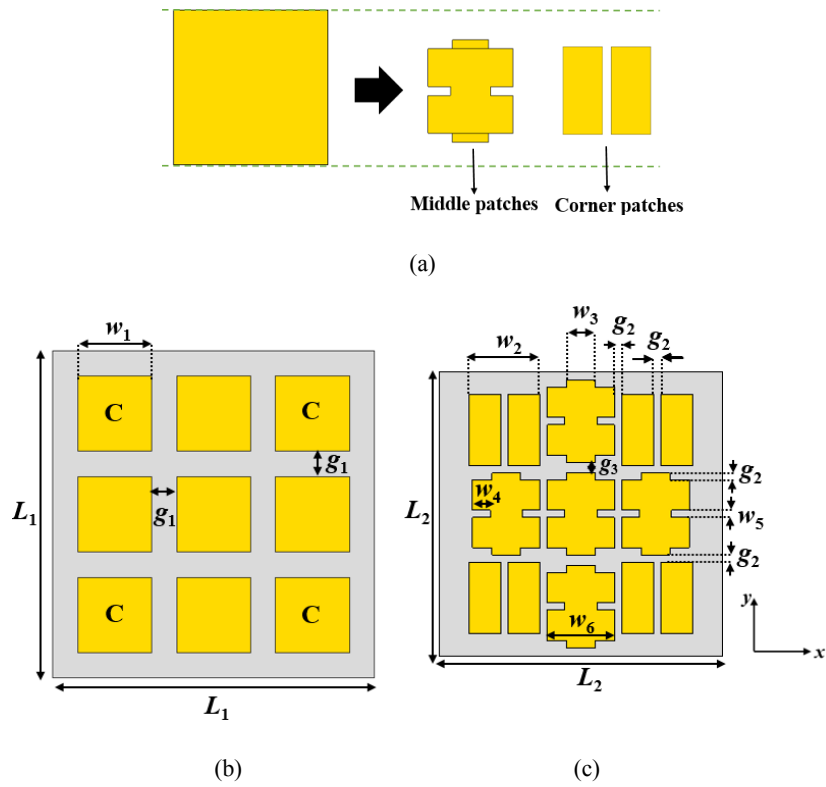 Middle patches
Corner patches
(a)
w₁
C
C
g₁
g₁
L₁
C
C
L₁
(b)
w₃
g₂
g₂
w₂
g₃
g₂
w₄
w₅
L₂
g₂
w₆
L₂
y
x
(c)